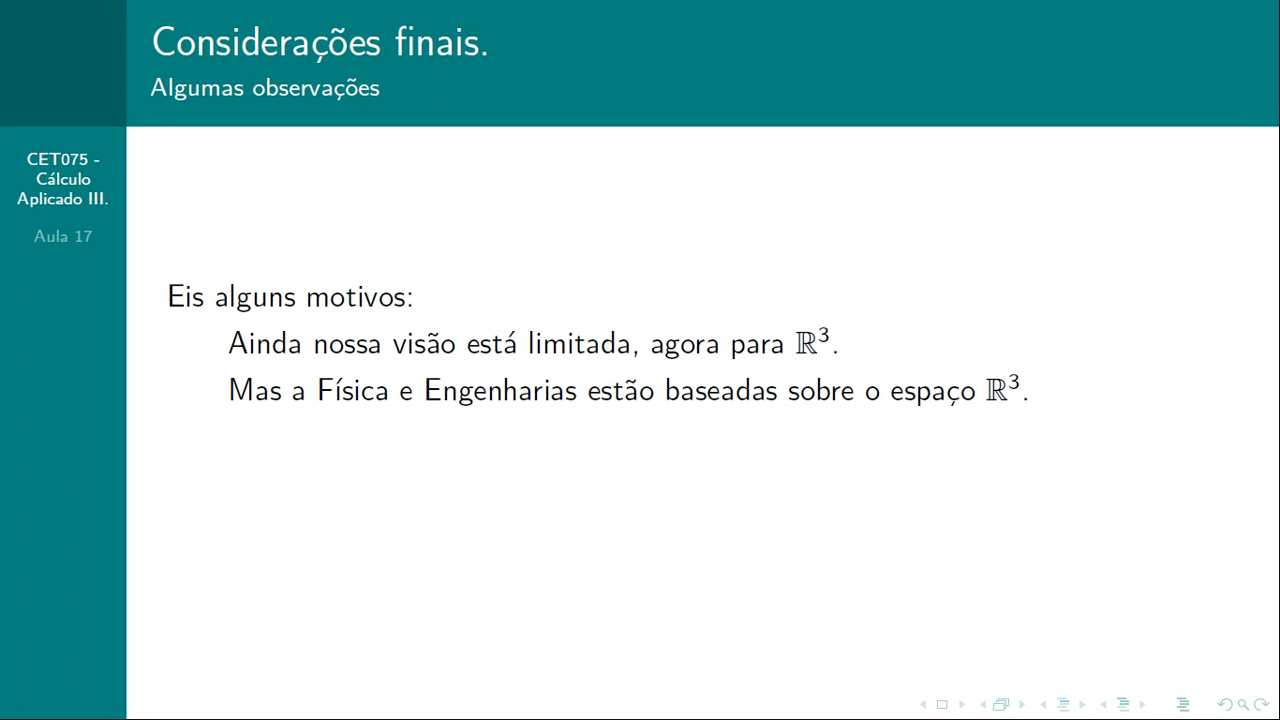 Considerações finais.
Algumas observações
CET075 -
Cálculo
Aplicado III.
Aula 17
Eis alguns motivos:
Ainda nossa visão está limitada, agora para ℝ³.
Mas a Física e Engenharias estão baseadas sobre o espaço ℝ³.